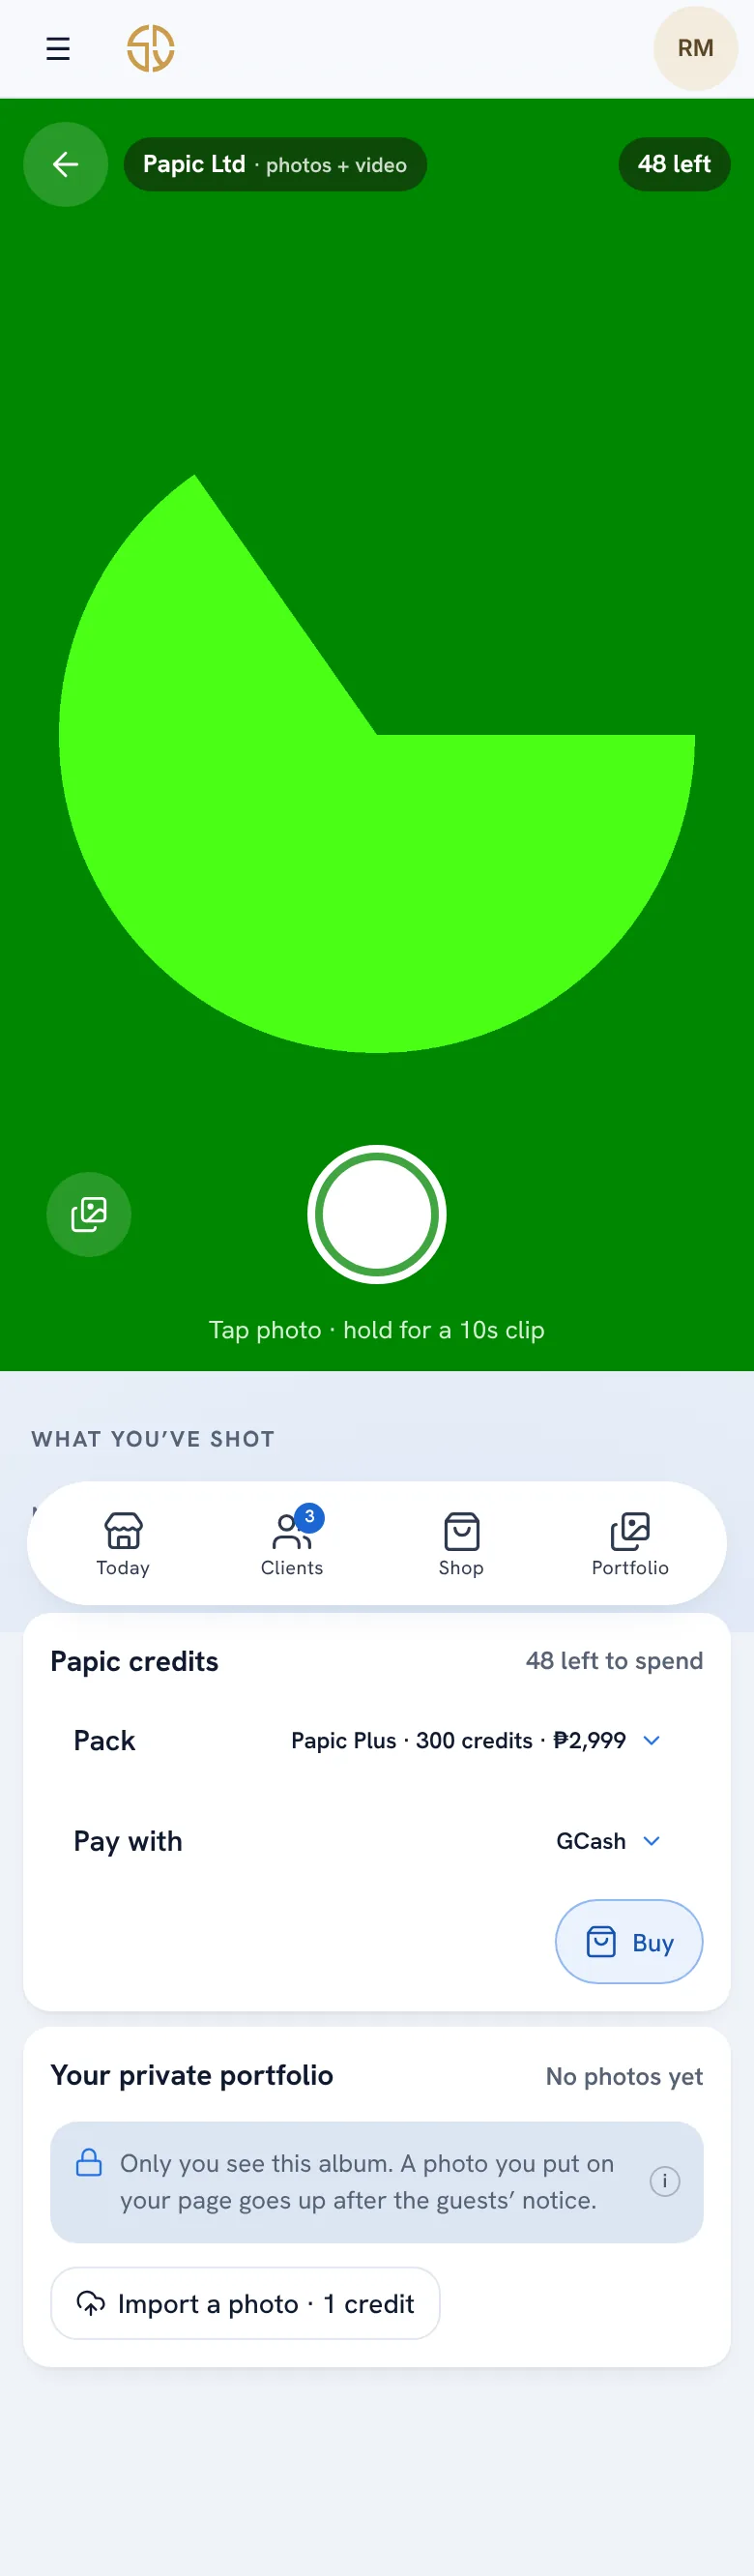 RM
Papic Ltd · photos + video
48 left
Tap photo · hold for a 10s clip
WHAT YOU’VE SHOT
3
Today
Clients
Shop
Portfolio
Papic credits
48 left to spend
Pack
Papic Plus · 300 credits · ₱2,999
Pay with
GCash
Buy
Your private portfolio
No photos yet
Only you see this album. A photo you put on
your page goes up after the guests’ notice.
i
Import a photo · 1 credit